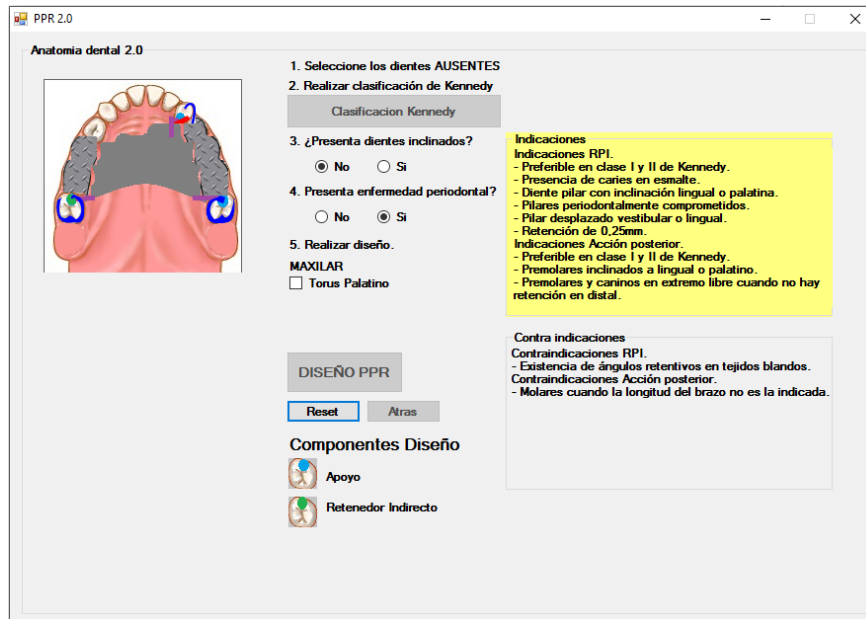 PPR 2.0
Anatomia dental 2.0
1. Seleccione los dientes AUSENTES
2. Realizar clasificación de Kennedy
Clasificacion Kennedy
3. ¿Presenta dientes inclinados?
No
Si
4. Presenta enfermedad periodontal?
No
Si
5. Realizar diseño.
MAXILAR
Torus Palatino
DISEÑO PPR
Reset
Atras
Componentes Diseño
Apoyo
Retenedor Indirecto
Indicaciones
Indicaciones RPI.
- Preferible en clase I y II de Kennedy.
- Presencia de caries en esmalte.
- Diente pilar con inclinación lingual o palatina.
- Pilares periodontalmente comprometidos.
- Pilar desplazado vestibular o lingual.
- Retención de 0,25mm.
Indicaciones Acción posterior.
- Preferible en clase I y II de Kennedy.
- Premolares inclinados a lingual o palatino.
- Premolares y caninos en extremo libre cuando no hay
retención en distal.
Contra indicaciones
Contraindicaciones RPI.
- Existencia de ángulos retentivos en tejidos blandos.
Contraindicaciones Acción posterior.
- Molares cuando la longitud del brazo no es la indicada.